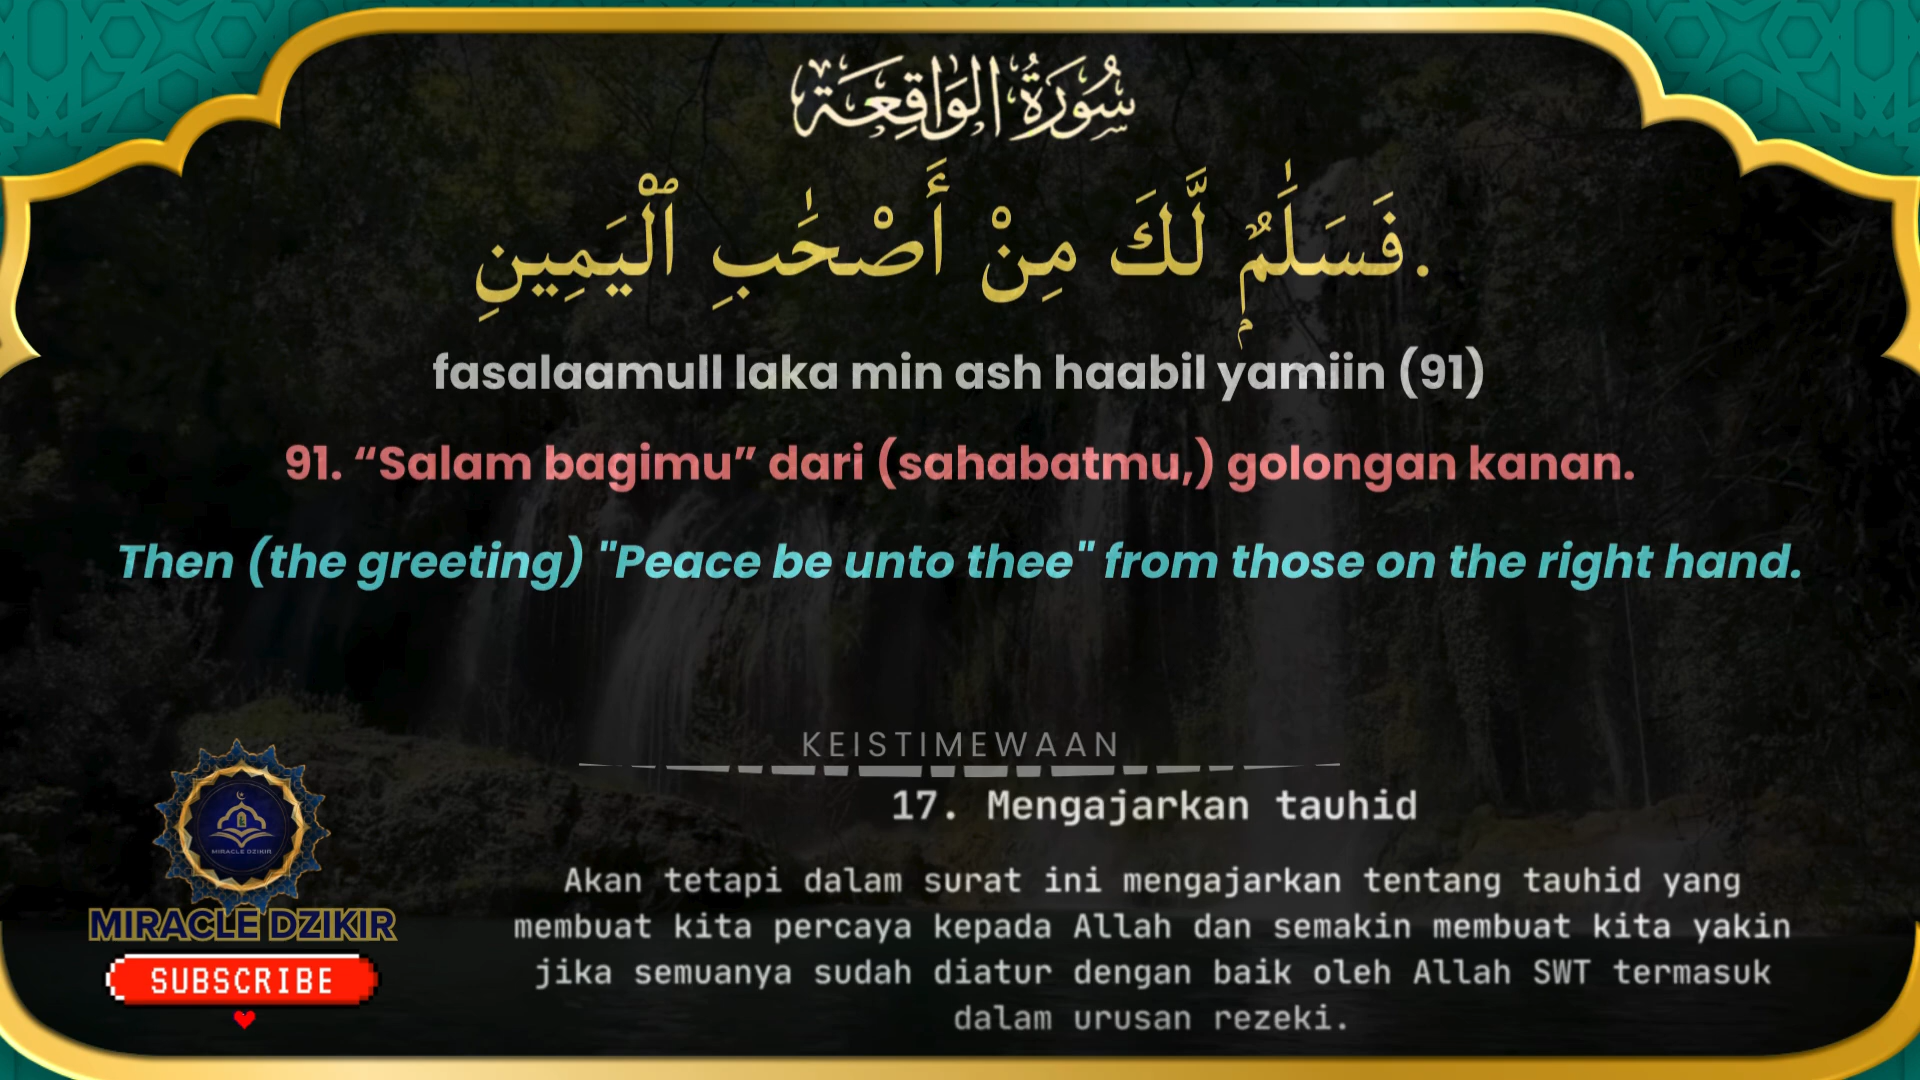 سُورَةُ الوَاقِعَة
فَسَلَٰمٌۭ لَّكَ مِنْ أَصْحَٰبِ ٱلْيَمِينِ.
fasalaamull laka min ash haabil yamiin (91)
91. “Salam bagimu” dari (sahabatmu,) golongan kanan.
Then (the greeting) "Peace be unto thee" from those on the right hand.
KEISTIMEWAAN
17. Mengajarkan tauhid
Akan tetapi dalam surat ini mengajarkan tentang tauhid yang
membuat kita percaya kepada Allah dan semakin membuat kita yakin
jika semuanya sudah diatur dengan baik oleh Allah SWT termasuk
dalam urusan rezeki.
MIRACLE DZIKIR
MIRACLE DZIKIR
SUBSCRIBE